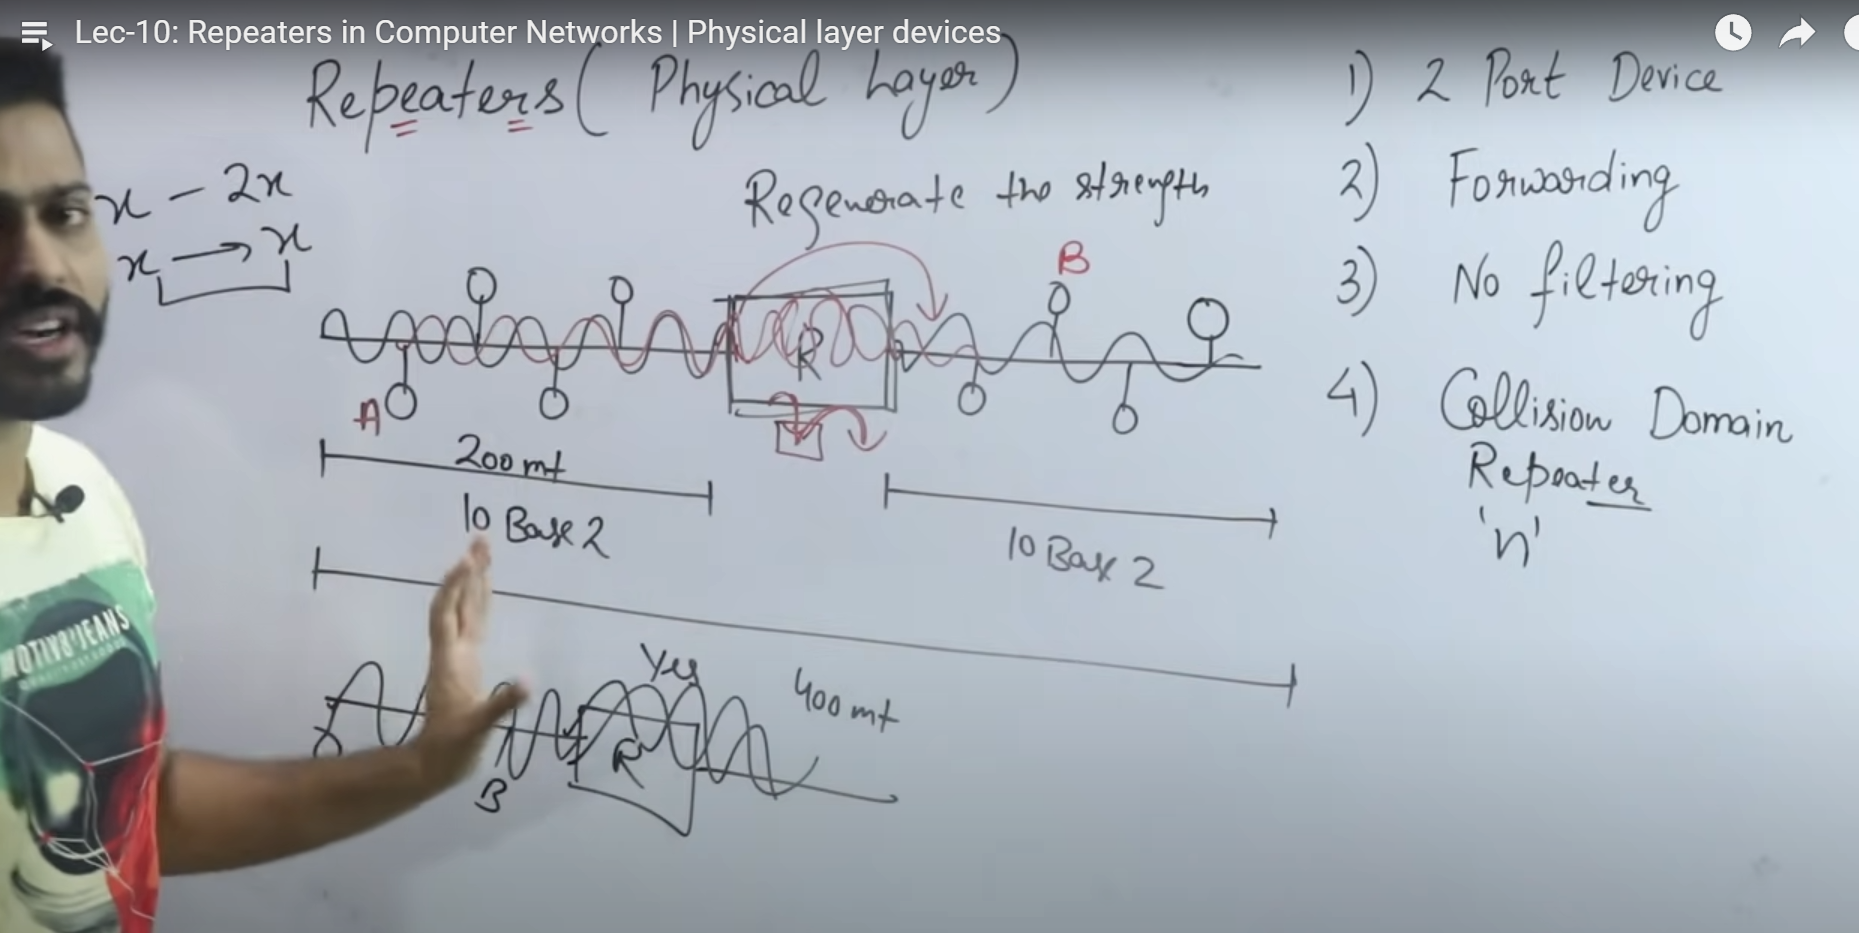 Lec-10: Repeaters in Computer Networks | Physical layer devices
Repeaters (Physical Layer)
Regenerate the strength
x - 2x
x → x
B
R
A
200 mt
10 Base 2
10 Base 2
400 mt
Yes
R
B
1) 2 Port Device
2) Forwarding
3) No filtering
4) Collision Domain
Repeater
'n'
MOTIVO JEANS